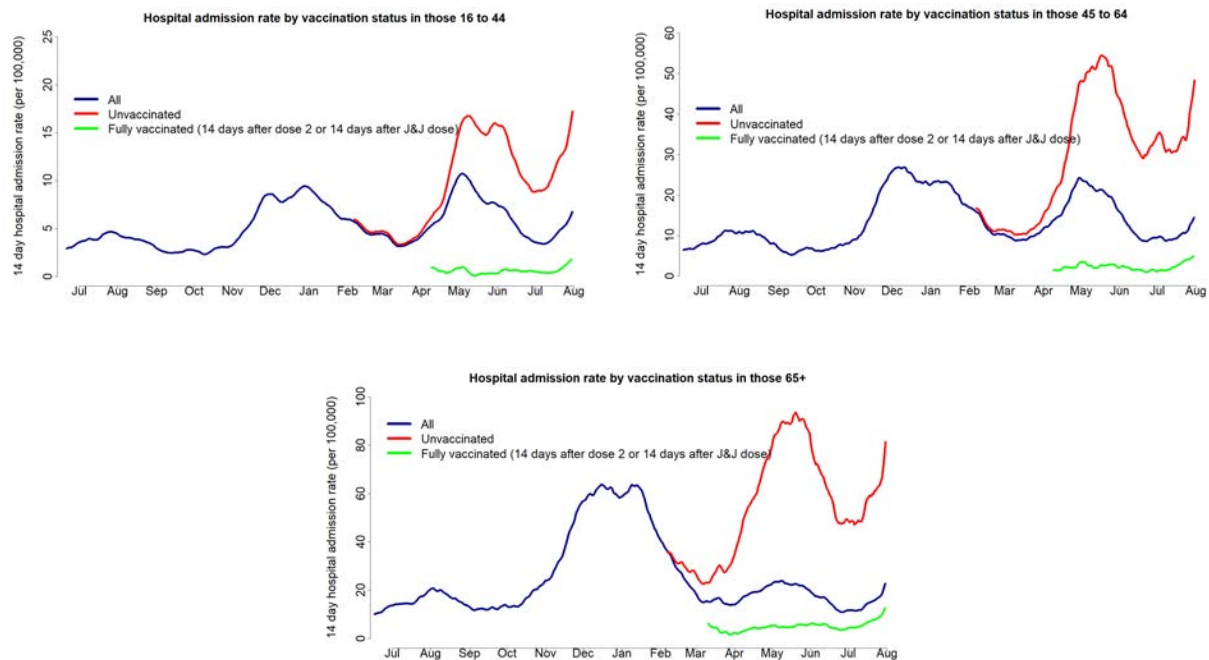 Hospital admission rate by vaccination status in those 16 to 44
14 day hospital admission rate (per 100,000)
25
20
15
10
5
0
All
Unvaccinated
Fully vaccinated (14 days after dose 2 or 14 days after J&J dose)
Jul Aug Sep Oct Nov Dec Jan Feb Mar Apr May Jun Jul Aug
Hospital admission rate by vaccination status in those 45 to 64
14 day hospital admission rate (per 100,000)
60
50
40
30
20
10
0
All
Unvaccinated
Fully vaccinated (14 days after dose 2 or 14 days after J&J dose)
Jul Aug Sep Oct Nov Dec Jan Feb Mar Apr May Jun Jul Aug
Hospital admission rate by vaccination status in those 65+
14 day hospital admission rate (per 100,000)
100
80
60
40
20
0
All
Unvaccinated
Fully vaccinated (14 days after dose 2 or 14 days after J&J dose)
Jul Aug Sep Oct Nov Dec Jan Feb Mar Apr May Jun Jul Aug